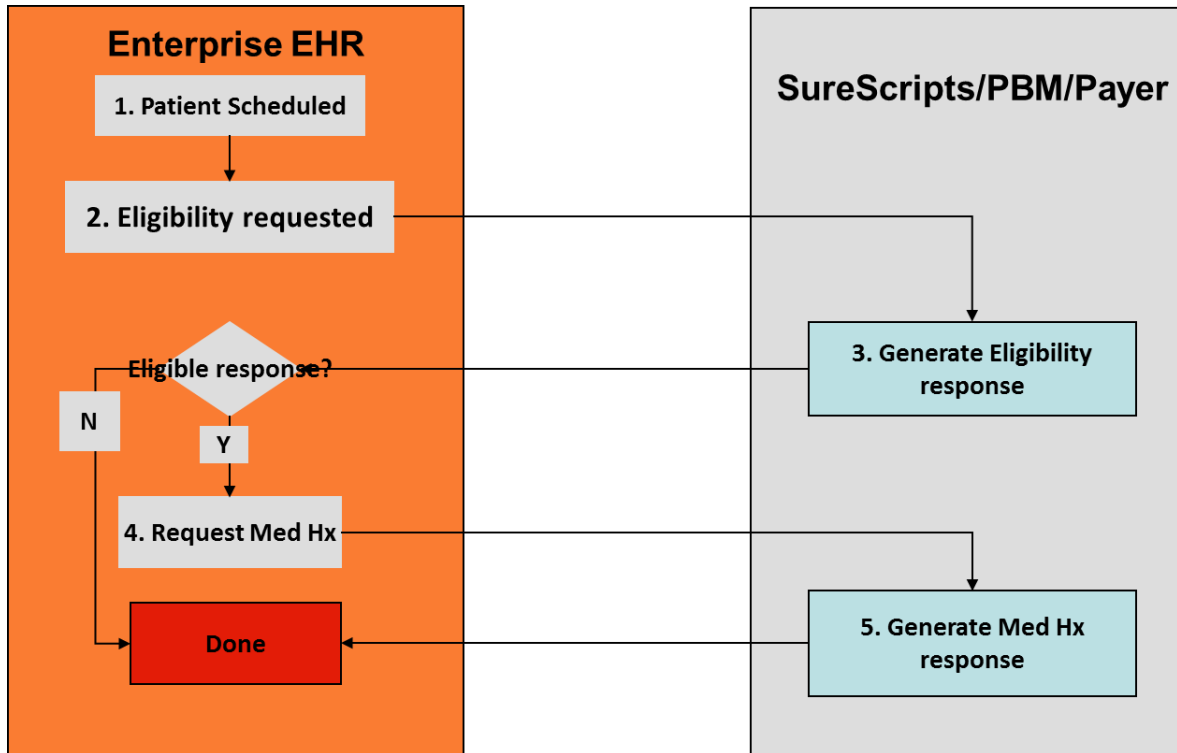 Enterprise EHR
1. Patient Scheduled
2. Eligibility requested
Eligible response?
N
Y
4. Request Med Hx
Done
SureScripts/PBM/Payer
3. Generate Eligibility
response
5. Generate Med Hx
response